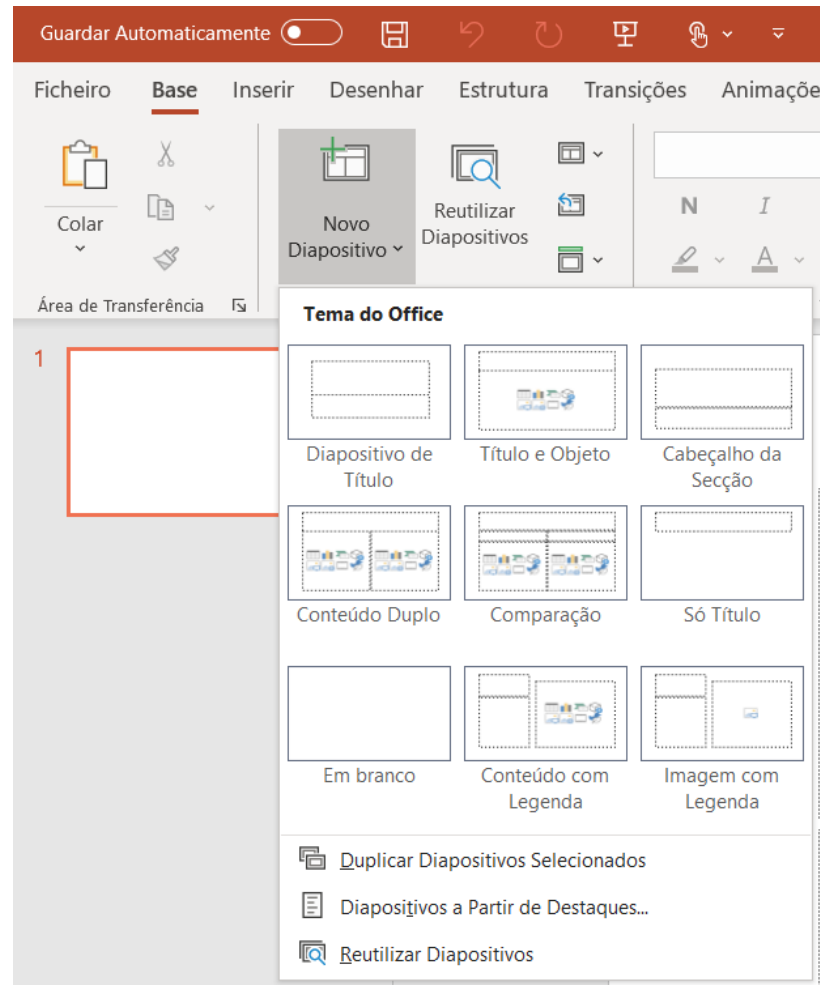 Guardar Automaticamente
Ficheiro Base Inserir Desenhar Estrutura Transições Animaçõe
Colar
Novo
Diapositivo
Reutilizar
Diapositivos
N I
A
Área de Transferência
Tema do Office
1
Diapositivo de
Título
Título e Objeto
Cabeçalho da
Secção
Conteúdo Duplo
Comparação
Só Título
Em branco
Conteúdo com
Legenda
Imagem com
Legenda
Duplicar Diapositivos Selecionados
Diapositivos a Partir de Destaques...
Reutilizar Diapositivos